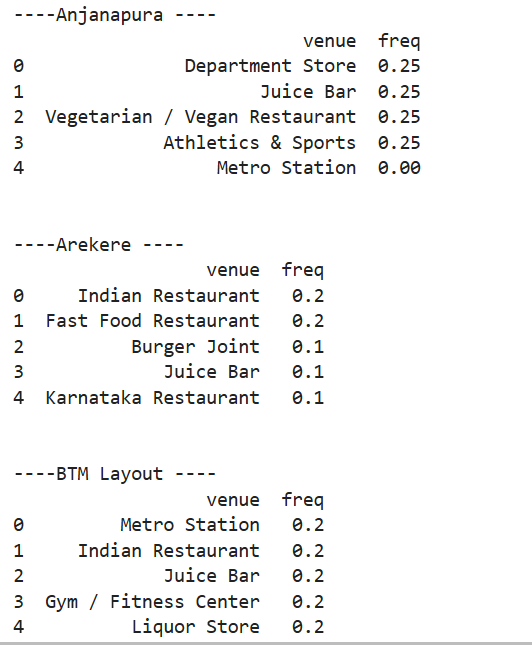 ----Anjanapura ----
venue freq
0 Department Store 0.25
1 Juice Bar 0.25
2 Vegetarian / Vegan Restaurant 0.25
3 Athletics & Sports 0.25
4 Metro Station 0.00
----Arekere ----
venue freq
0 Indian Restaurant 0.2
1 Fast Food Restaurant 0.2
2 Burger Joint 0.1
3 Juice Bar 0.1
4 Karnataka Restaurant 0.1
----BTM Layout ----
venue freq
0 Metro Station 0.2
1 Indian Restaurant 0.2
2 Juice Bar 0.2
3 Gym / Fitness Center 0.2
4 Liquor Store 0.2